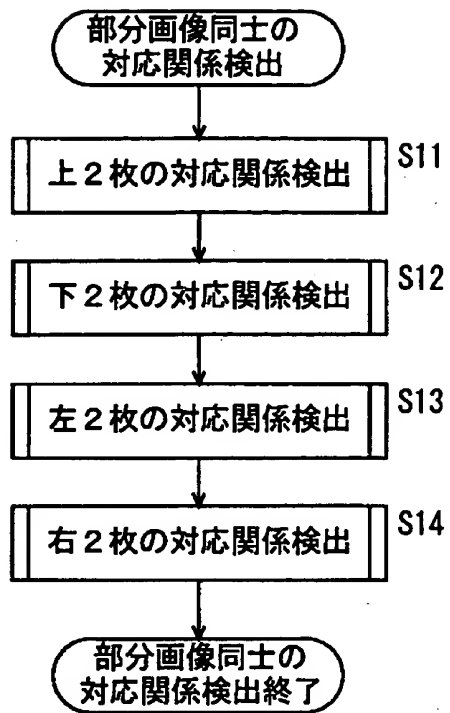 部分画像同士の
対応関係検出
上2枚の対応関係検出 S11
下2枚の対応関係検出 S12
左2枚の対応関係検出 S13
右2枚の対応関係検出 S14
部分画像同士の
対応関係検出終了